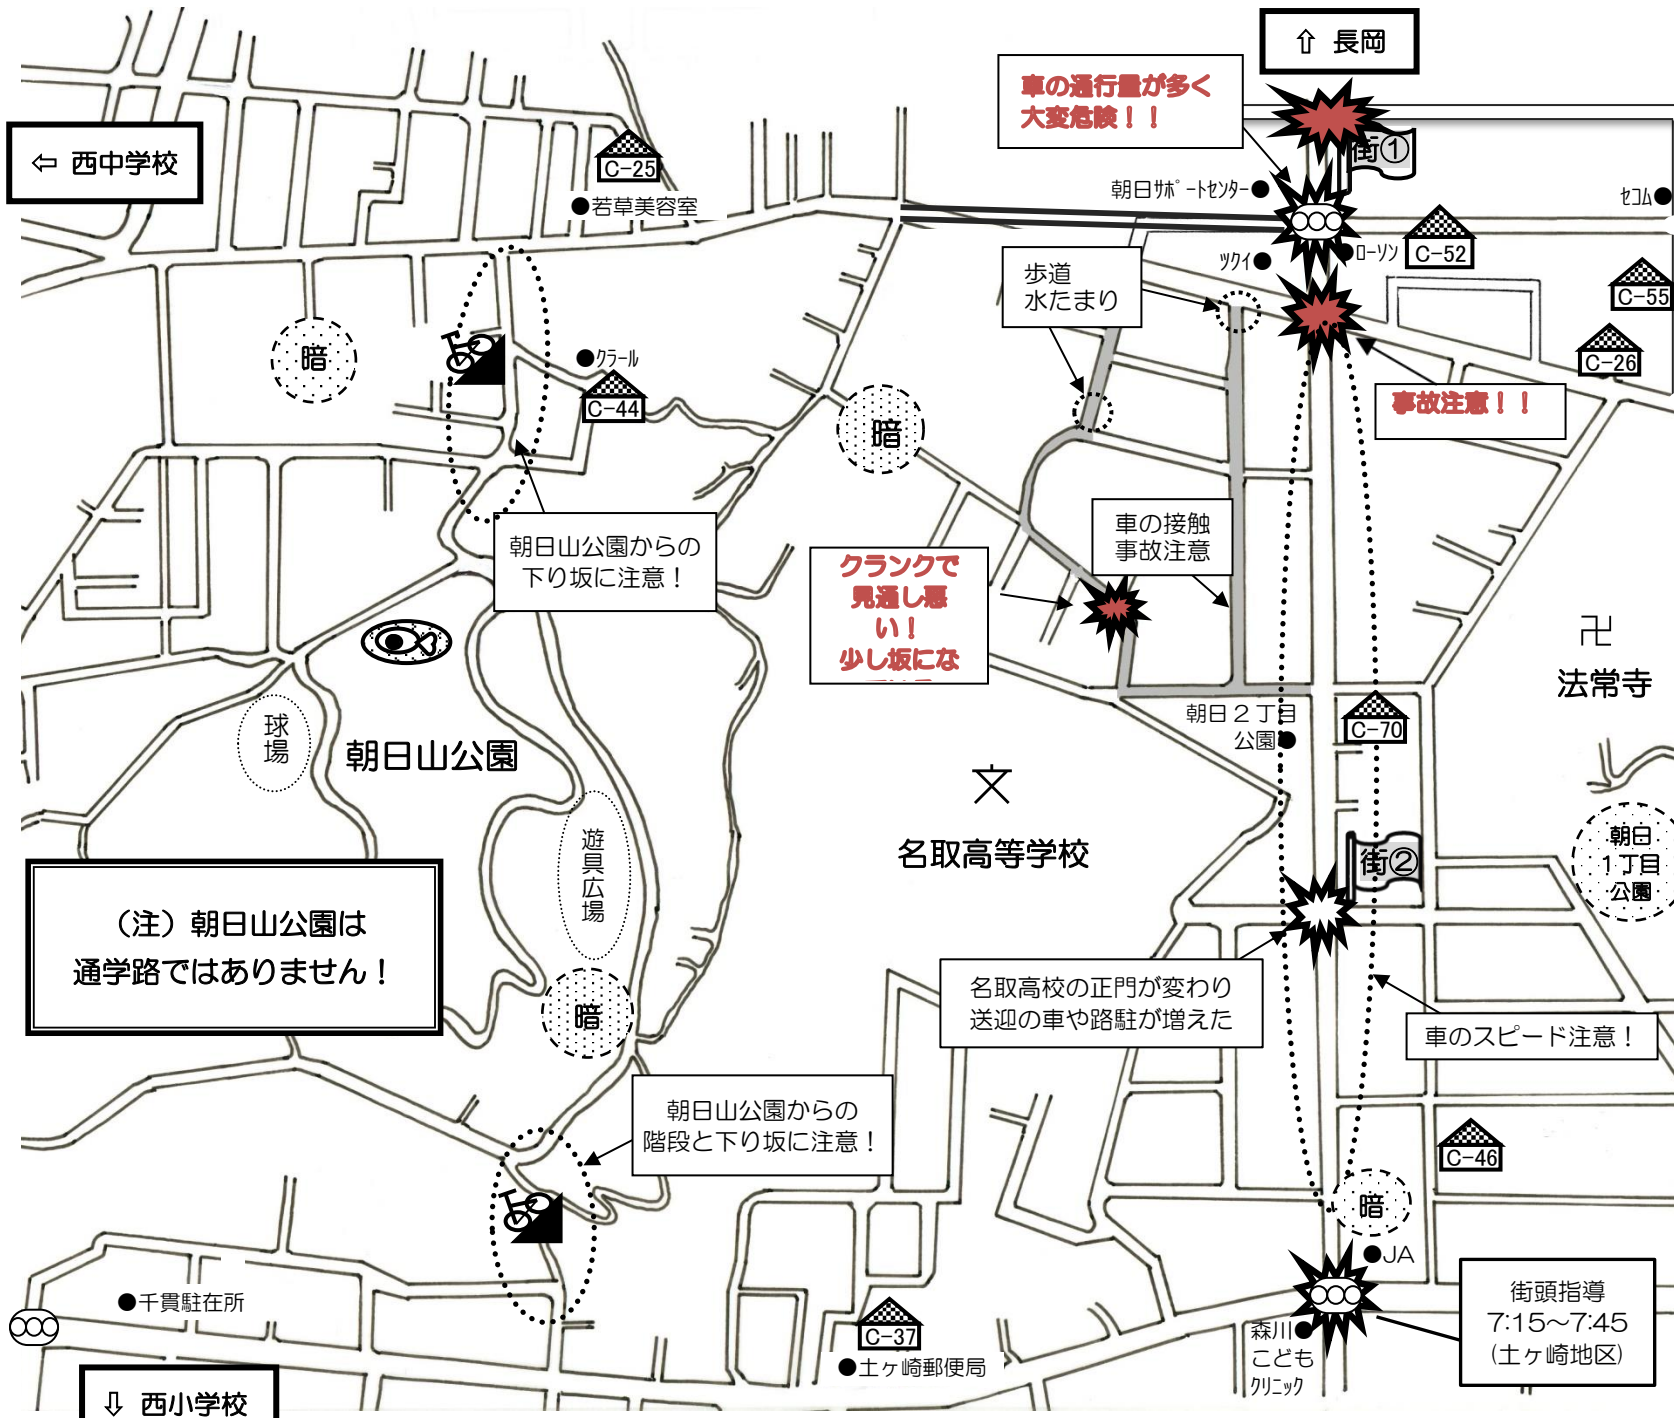 ⇧ 長岡
車の通行量が多く
大変危険！！
街①
⇦ 西中学校
C-25
●若草美容室
朝日ｻﾎﾟｰﾄｾﾝﾀｰ●
ｾｺﾑ●
ﾂｸｲ●
●ﾛｰｿﾝ
C-52
歩道
水たまり
C-55
暗
●ｸﾗｰﾙ
C-44
C-26
事故注意！！
暗
朝日山公園からの
下り坂に注意！
車の接触
事故注意
クランクで
見通し悪
い！
少し坂にな
卍
法常寺
球場
朝日山公園
朝日２丁目
公園●
C-70
文
名取高等学校
遊具広場
街②
朝日
１丁目
公園
（注）朝日山公園は
通学路ではありません！
暗
名取高校の正門が変わり
送迎の車や路駐が増えた
車のスピード注意！
朝日山公園からの
階段と下り坂に注意！
C-46
暗
●JA
●千貫駐在所
C-37
●土ヶ崎郵便局
森川●
こども
ｸﾘﾆｯｸ
街頭指導
7:15～7:45
(土ヶ崎地区)
⇩ 西小学校